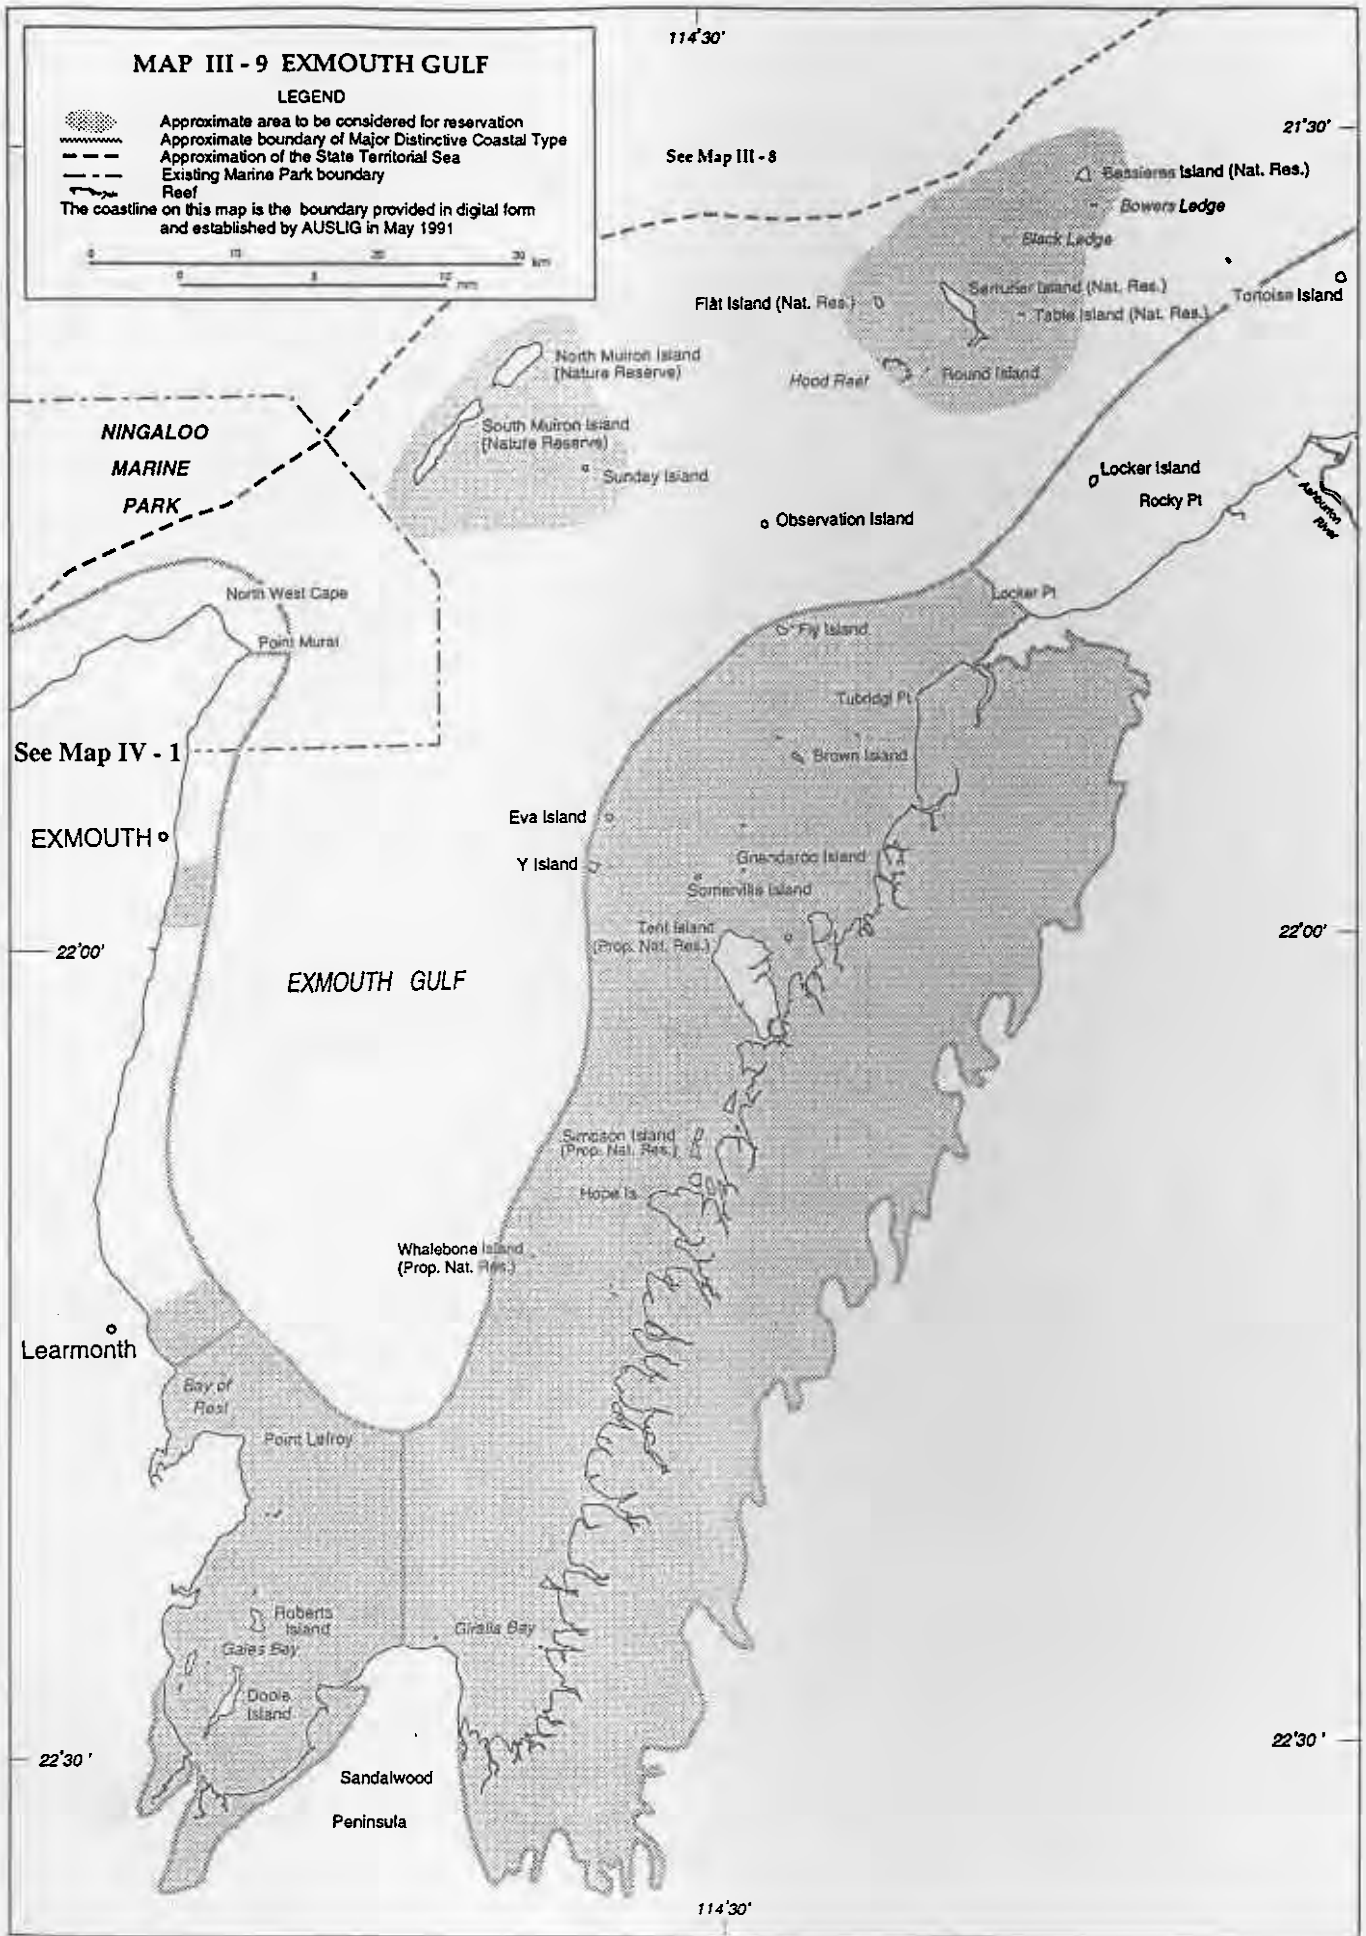 MAP III - 9 EXMOUTH GULF
LEGEND
Approximate area to be considered for reservation
Approximate boundary of Major Distinctive Coastal Type
Approximation of the State Territorial Sea
Existing Marine Park boundary
Reef
The coastline on this map is the boundary provided in digital form
and established by AUSLIG in May 1991
0 10 20 30 km
0 5 10 nm
114°30'
21°30'
See Map III - 8
Bessieres Island (Nat. Res.)
Bowers Ledge
Black Ledge
Serrurier Island (Nat. Res.)
Tortoise Island
Flat Island (Nat. Res.)
Table Island (Nat. Res.)
North Muiron Island
(Nature Reserve)
Hood Reef
Round Island
NINGALOO
MARINE
PARK
South Muiron Island
(Nature Reserve)
Sunday Island
Locker Island
Rocky Pt
Ashburton
River
Observation Island
North West Cape
Locker Pt
Point Murat
Fly Island
Tubridgi Pt
See Map IV - 1
Brown Island
Eva Island
EXMOUTH
Y Island
Gnandaroo Island
Somerville Island
Tent Island
(Prop. Nat. Res.)
22°00'
22°00'
EXMOUTH GULF
Simpson Island
(Prop. Nat. Res.)
Hope Is.
Whalebone Island
(Prop. Nat. Res.)
Learmonth
Bay of
Rest
Point Lefroy
Roberts
Island
Giralia Bay
Gales Bay
Doole
Island
22°30'
22°30'
Sandalwood
Peninsula
114°30'